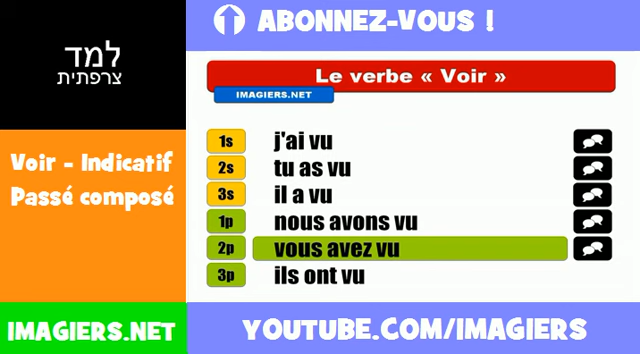 למד
צרפתית
ABONNEZ-VOUS !
Le verbe « Voir »
IMAGIERS.NET
Voir - Indicatif
Passé composé
1s j'ai vu
2s tu as vu
3s il a vu
1p nous avons vu
2p vous avez vu
3p ils ont vu
IMAGIERS.NET
YOUTUBE.COM/IMAGIERS